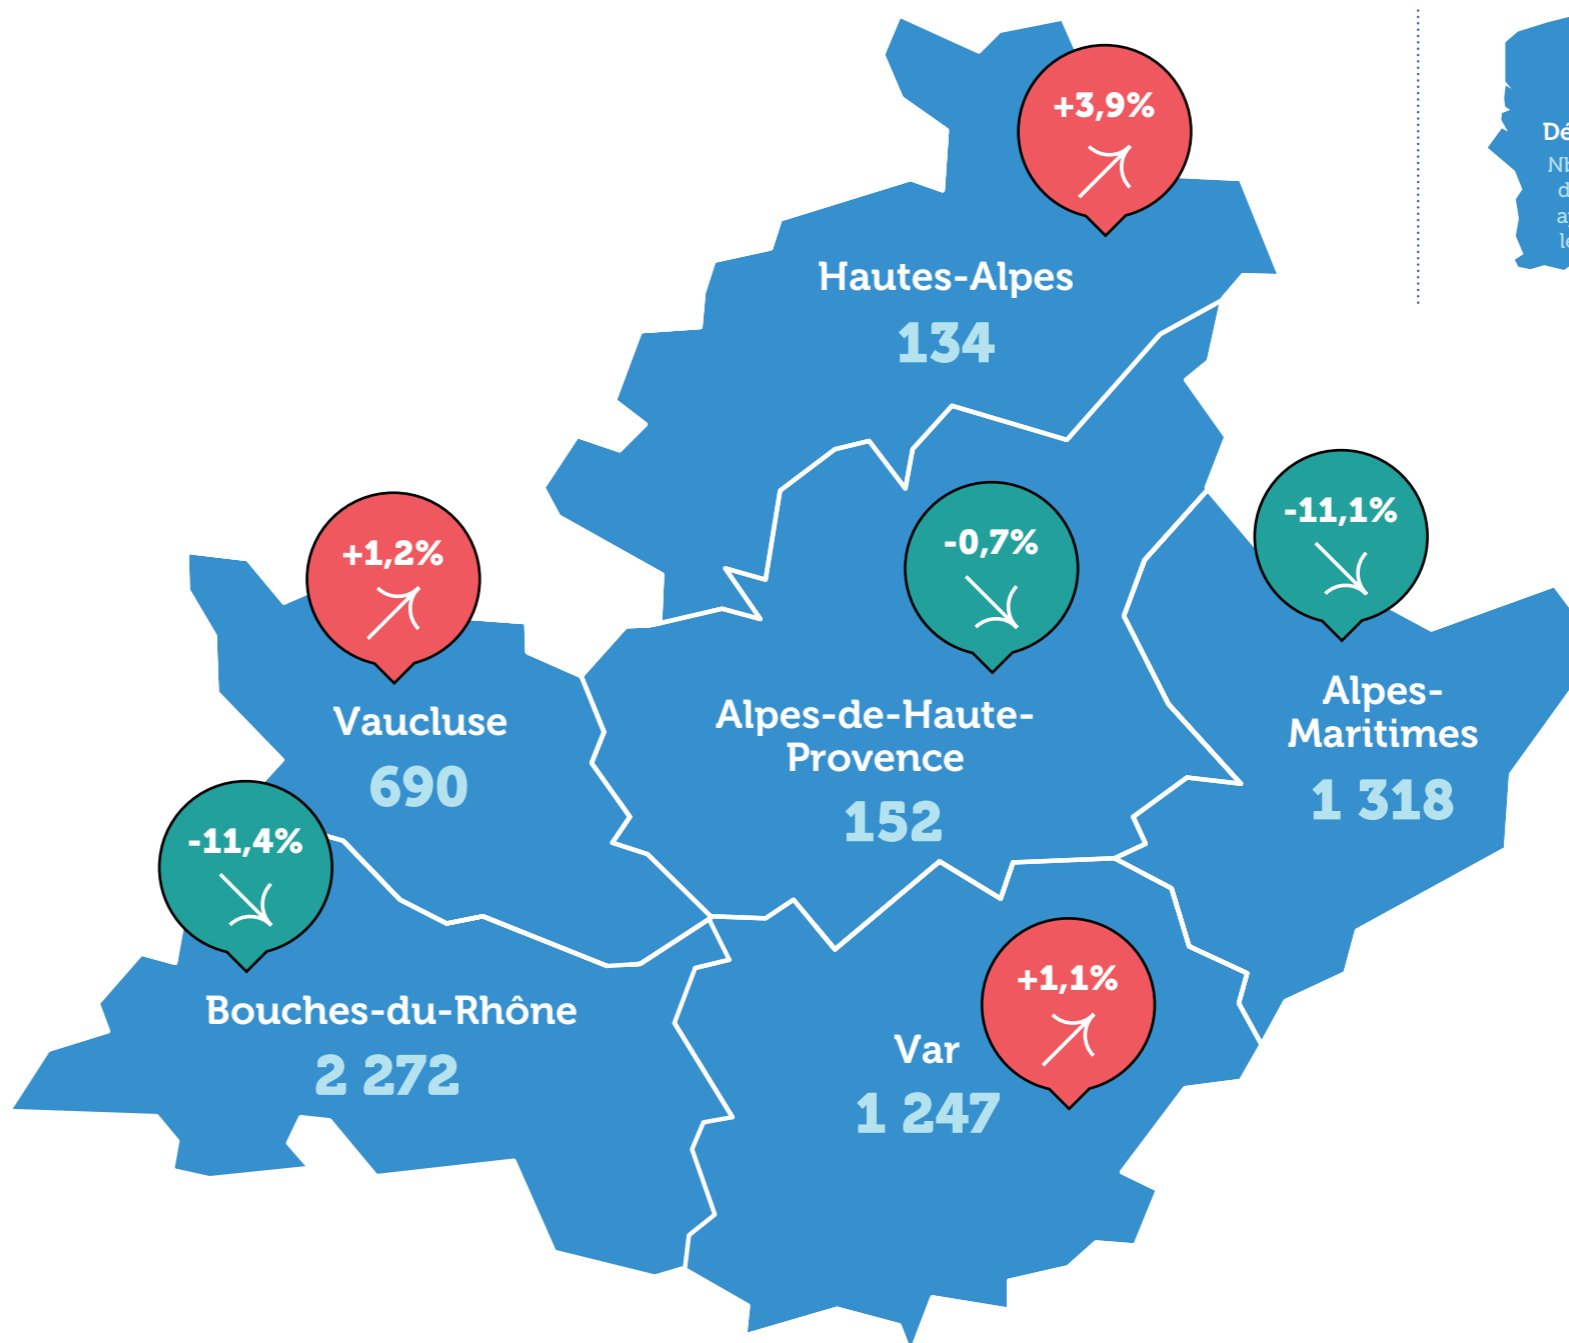 +3,9%
Hautes-Alpes
134
-11,1%
Alpes-
Maritimes
1 318
-0,7%
Alpes-de-Haute-
Provence
152
+1,2%
Vaucluse
690
-11,4%
Bouches-du-Rhône
2 272
+1,1%
Var
1 247